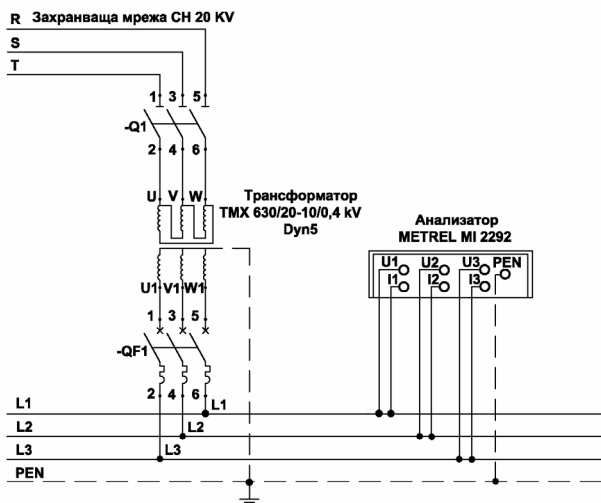 R Захранваща мрежа СН 20 KV
S
T
1 3 5
-Q1
2 4 6
U V W
Трансформатор
ТМХ 630/20-10/0,4 kV
Dyn5
Анализатор
METREL MI 2292
U1 U2 U3 PEN
I1 I2 I3
U1 V1 W1
1 3 5
-QF1
2 4 6
L1 L1
L2 L2
L3 L3
PEN